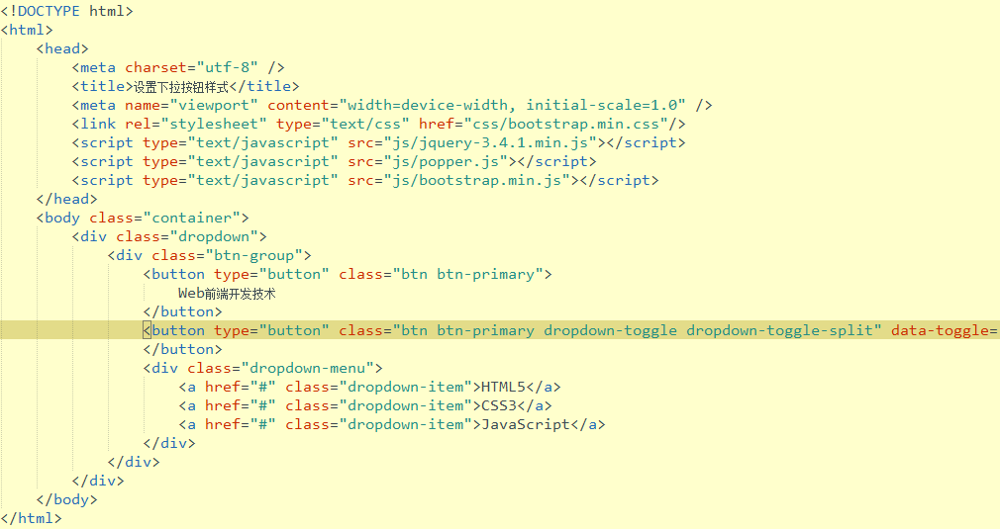 <!DOCTYPE html>
<html>
    <head>
        <meta charset="utf-8" />
        <title>设置下拉按钮样式</title>
        <meta name="viewport" content="width=device-width, initial-scale=1.0" />
        <link rel="stylesheet" type="text/css" href="css/bootstrap.min.css"/>
        <script type="text/javascript" src="js/jquery-3.4.1.min.js"></script>
        <script type="text/javascript" src="js/popper.js"></script>
        <script type="text/javascript" src="js/bootstrap.min.js"></script>
    </head>
    <body class="container">
        <div class="dropdown">
            <div class="btn-group">
                <button type="button" class="btn btn-primary">
                    Web前端开发技术
                </button>
                <button type="button" class="btn btn-primary dropdown-toggle dropdown-toggle-split" data-toggle=
                </button>
                <div class="dropdown-menu">
                    <a href="#" class="dropdown-item">HTML5</a>
                    <a href="#" class="dropdown-item">CSS3</a>
                    <a href="#" class="dropdown-item">JavaScript</a>
                </div>
            </div>
        </div>
    </body>
</html>